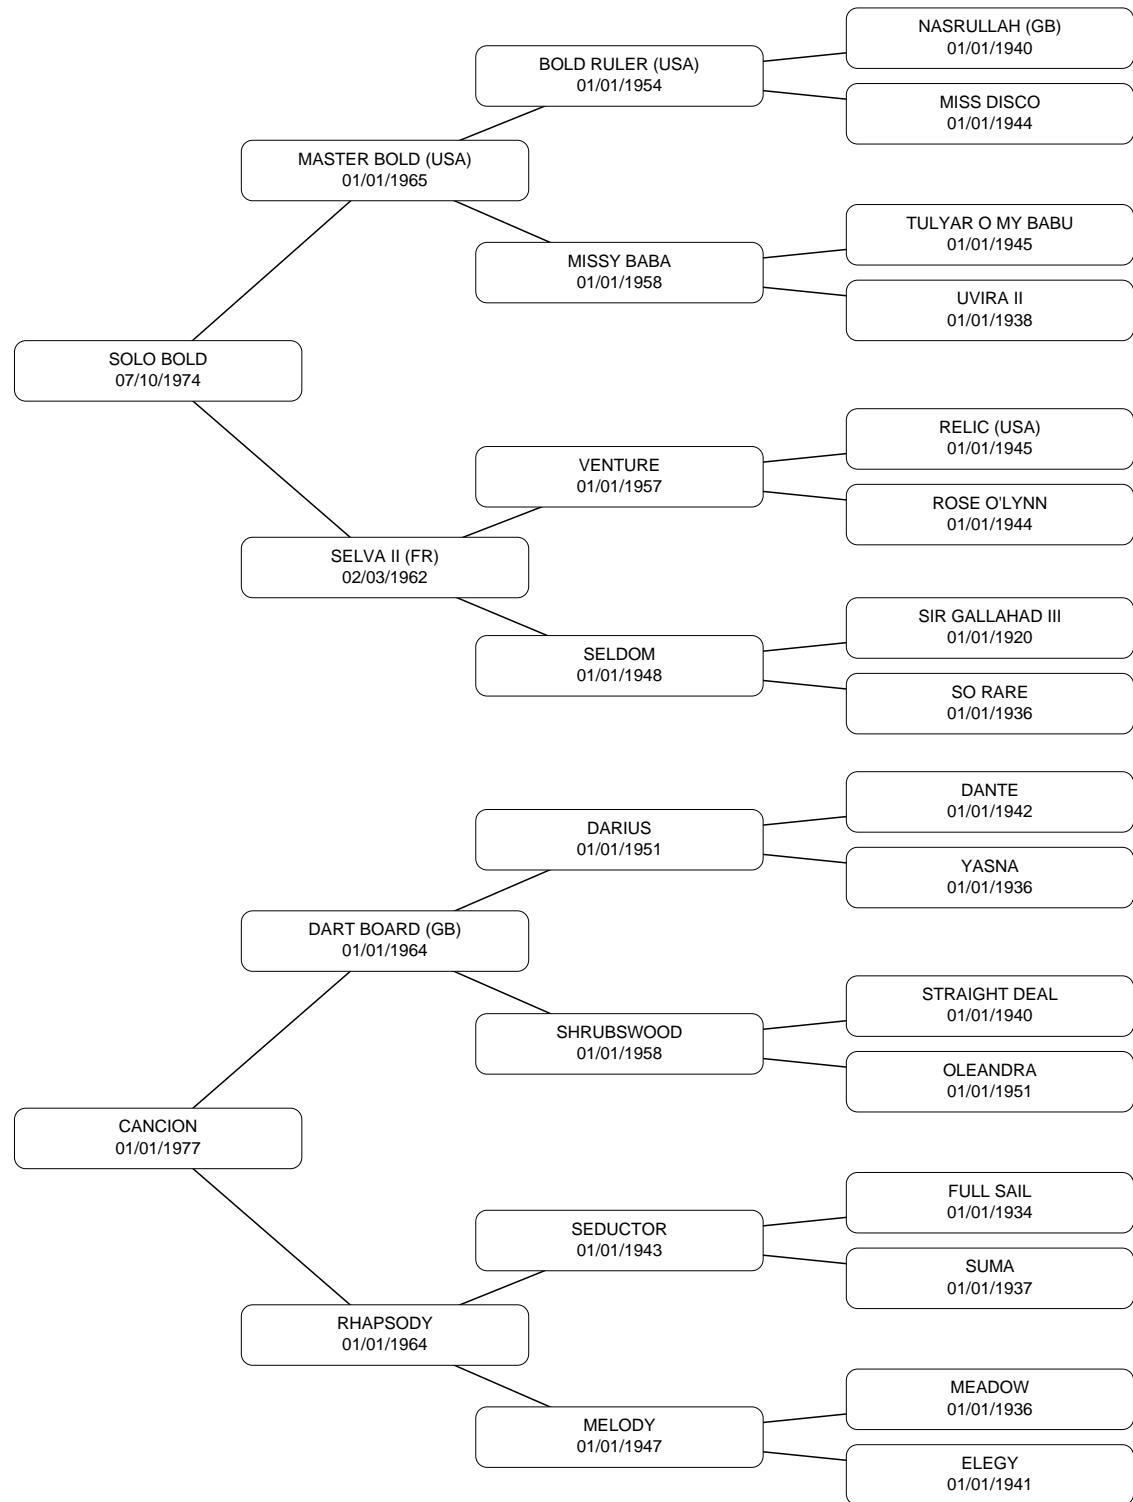 NASRULLAH (GB)
01/01/1940
BOLD RULER (USA)
01/01/1954
MISS DISCO
01/01/1944
MASTER BOLD (USA)
01/01/1965
TULYAR O MY BABU
01/01/1945
MISSY BABA
01/01/1958
UVIRA II
01/01/1938
SOLO BOLD
07/10/1974
RELIC (USA)
01/01/1945
VENTURE
01/01/1957
ROSE O'LYNN
01/01/1944
SELVA II (FR)
02/03/1962
SIR GALLAHAD III
01/01/1920
SELDOM
01/01/1948
SO RARE
01/01/1936
DANTE
01/01/1942
DARIUS
01/01/1951
YASNA
01/01/1936
DART BOARD (GB)
01/01/1964
STRAIGHT DEAL
01/01/1940
SHRUBSWOOD
01/01/1958
OLEANDRA
01/01/1951
CANCION
01/01/1977
FULL SAIL
01/01/1934
SEDUCTOR
01/01/1943
SUMA
01/01/1937
RHAPSODY
01/01/1964
MEADOW
01/01/1936
MELODY
01/01/1947
ELEGY
01/01/1941